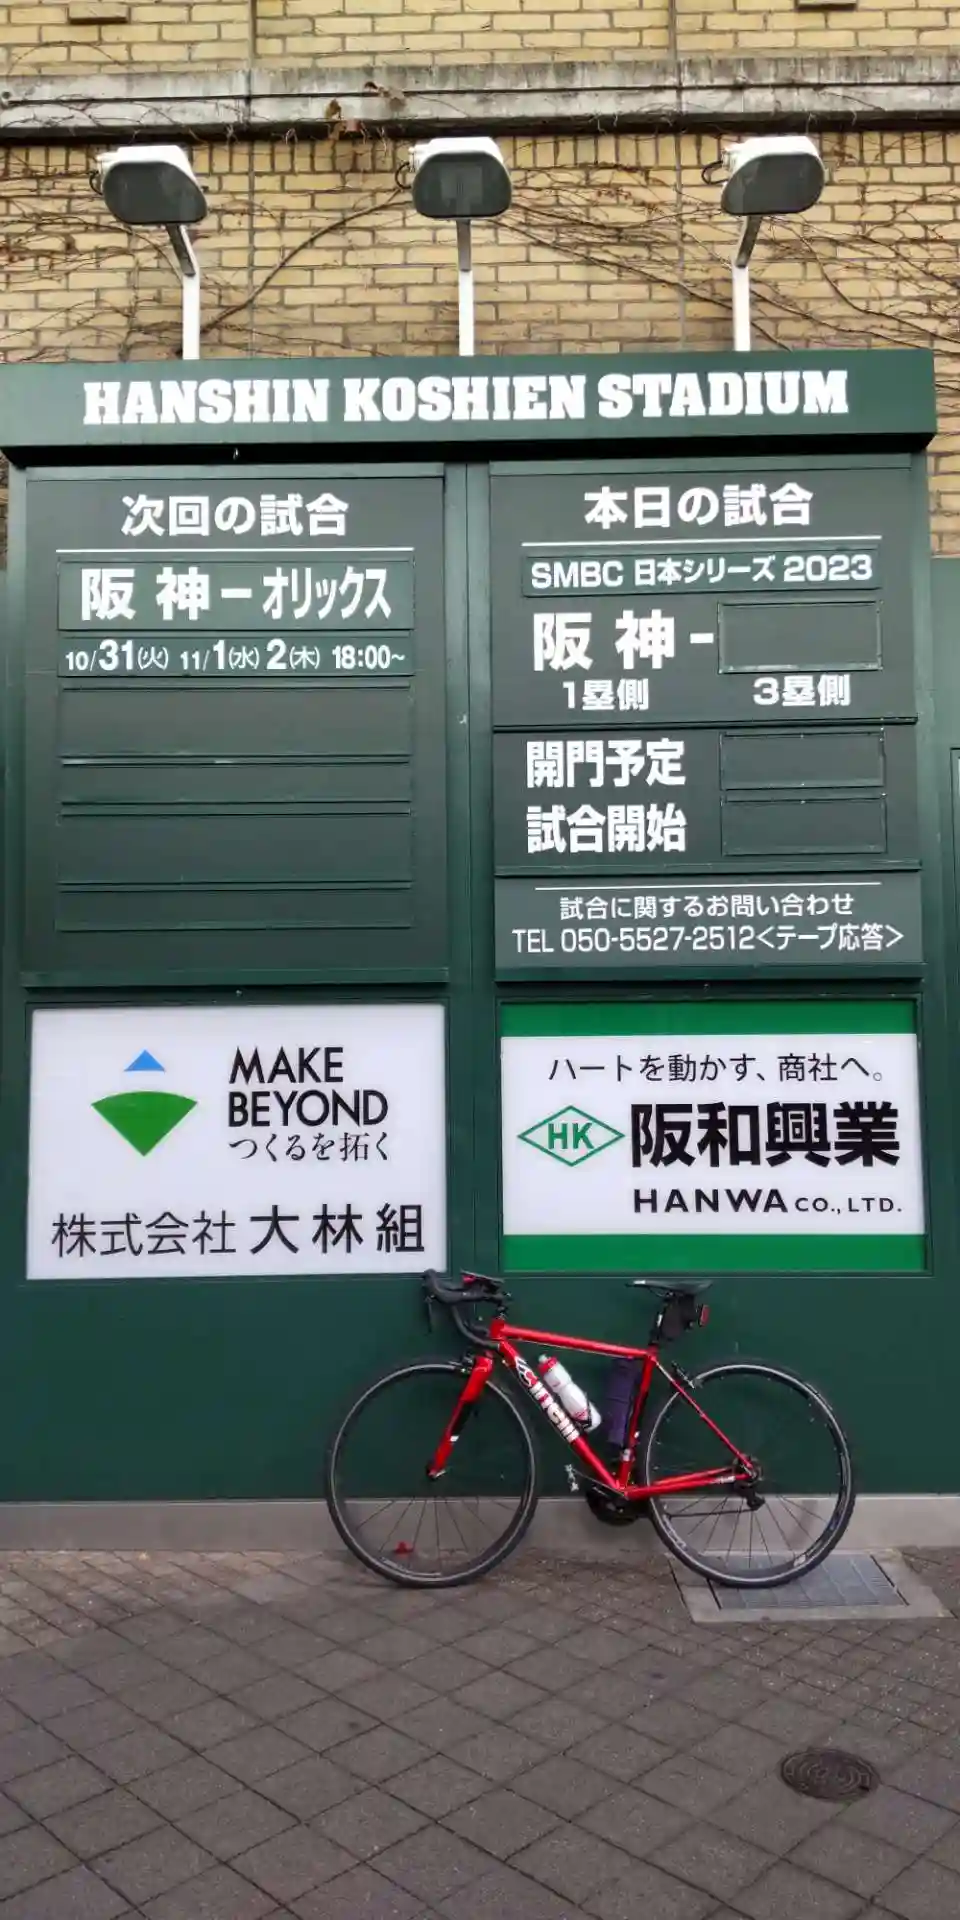 HANSHIN KOSHIEN STADIUM
次回の試合
阪神-オリックス
10/31(火) 11/1(水) 2(木) 18:00~
本日の試合
SMBC 日本シリーズ 2023
阪神-
1塁側 3塁側
開門予定
試合開始
試合に関するお問い合わせ
TEL 050-5527-2512<テープ応答>
MAKE
BEYOND
つくるを拓く
株式会社 大林組
ハートを動かす、商社へ。
HK 阪和興業
HANWA CO., LTD.
cinelli